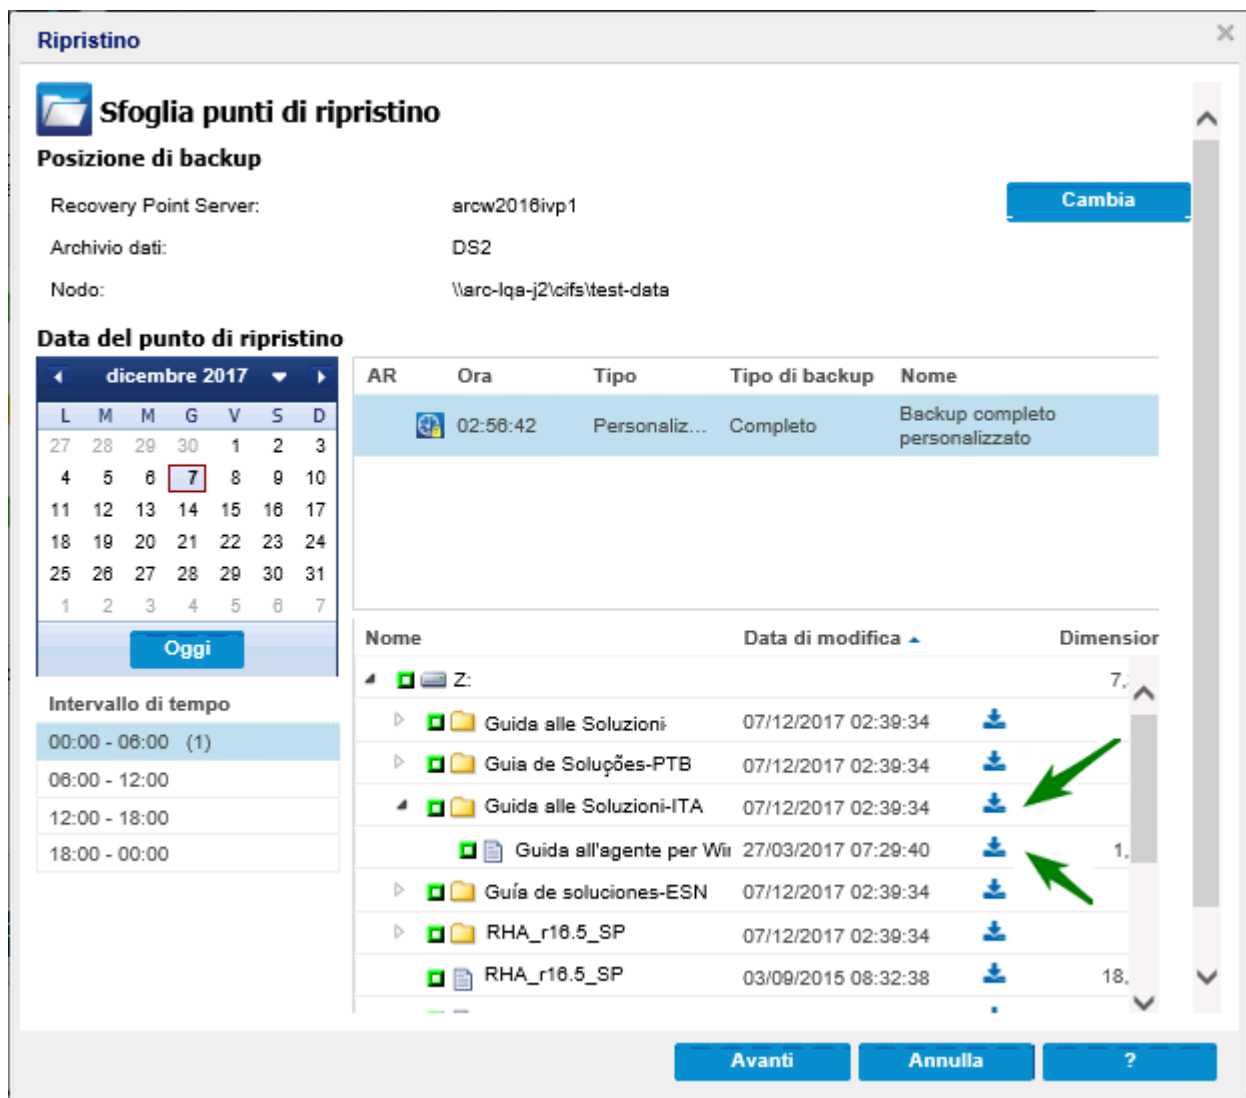 Ripristino
Sfoglia punti di ripristino
Posizione di backup
Recovery Point Server: arcw2016ivp1 Cambia
Archivio dati: DS2
Nodo: \\arc-lqa-j2\cifs\test-data
Data del punto di ripristino
dicembre 2017
L M M G V S D
27 28 29 30 1 2 3
4 5 6 7 8 9 10
11 12 13 14 15 16 17
18 19 20 21 22 23 24
25 26 27 28 29 30 31
1 2 3 4 5 6 7
Oggi
Intervallo di tempo
00:00 - 06:00 (1)
06:00 - 12:00
12:00 - 18:00
18:00 - 00:00
AR Ora Tipo Tipo di backup Nome
02:56:42 Personaliz... Completo Backup completo
personalizzato
Nome Data di modifica Dimension
Z: 7,
Guida alle Soluzioni- 07/12/2017 02:39:34
Guia de Soluções-PTB 07/12/2017 02:39:34
Guida alle Soluzioni-ITA 07/12/2017 02:39:34
Guida all'agente per Win 27/03/2017 07:29:40 1,
Guía de soluciones-ESN 07/12/2017 02:39:34
RHA_r16.5_SP 07/12/2017 02:39:34
RHA_r16.5_SP 03/09/2015 08:32:38 18,
Avanti Annulla ?